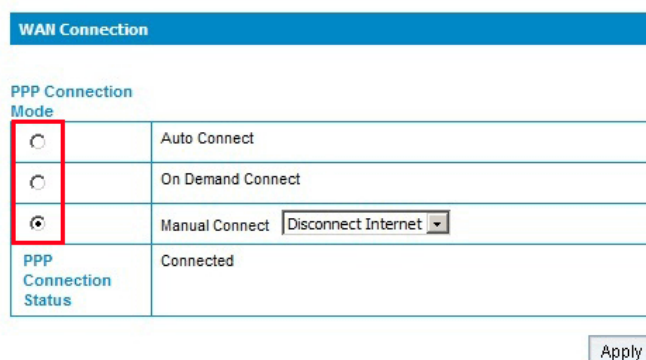 WAN Connection
PPP Connection
Mode
Auto Connect
On Demand Connect
Manual Connect Disconnect Internet
PPP Connected
Connection
Status
Apply